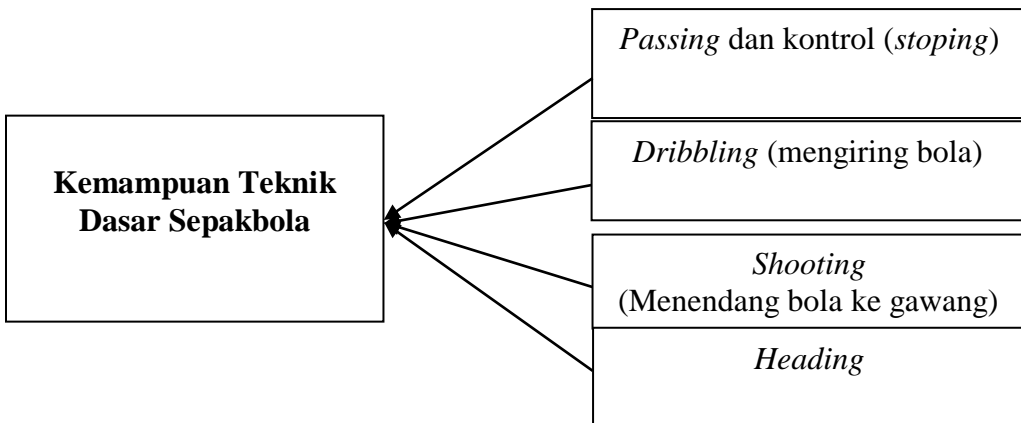 Passing dan kontrol (stoping)
Kemampuan Teknik
Dasar Sepakbola
Dribbling (mengiring bola)
Shooting
(Menendang bola ke gawang)
Heading